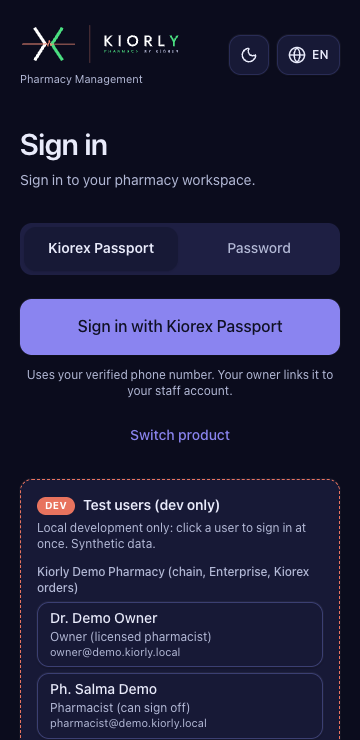 KIORLY
PHARMACY BY KIORLY
EN
Pharmacy Management
Sign in
Sign in to your pharmacy workspace.
Kiorex Passport
Password
Sign in with Kiorex Passport
Uses your verified phone number. Your owner links it to
your staff account.
Switch product
DEV Test users (dev only)
Local development only: click a user to sign in at
once. Synthetic data.
Kiorly Demo Pharmacy (chain, Enterprise, Kiorex
orders)
Dr. Demo Owner
Owner (licensed pharmacist)
owner@demo.kiorly.local
Ph. Salma Demo
Pharmacist (can sign off)
pharmacist@demo.kiorly.local